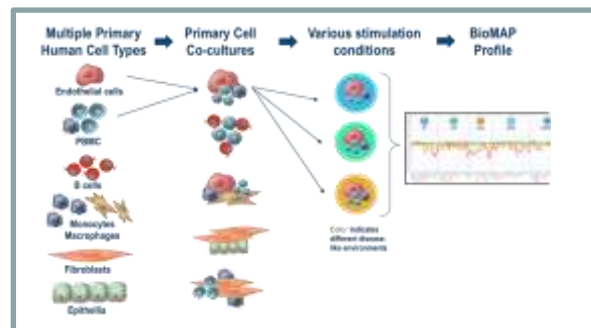 Multiple Primary
Human Cell Types
Primary Cell
Co-cultures
Various stimulation
conditions
BioMAP
Profile
Endothelial cells
PBMC
B cells
Monocytes
Macrophages
Fibroblasts
Epithelia
Color indicates
different disease
like environments